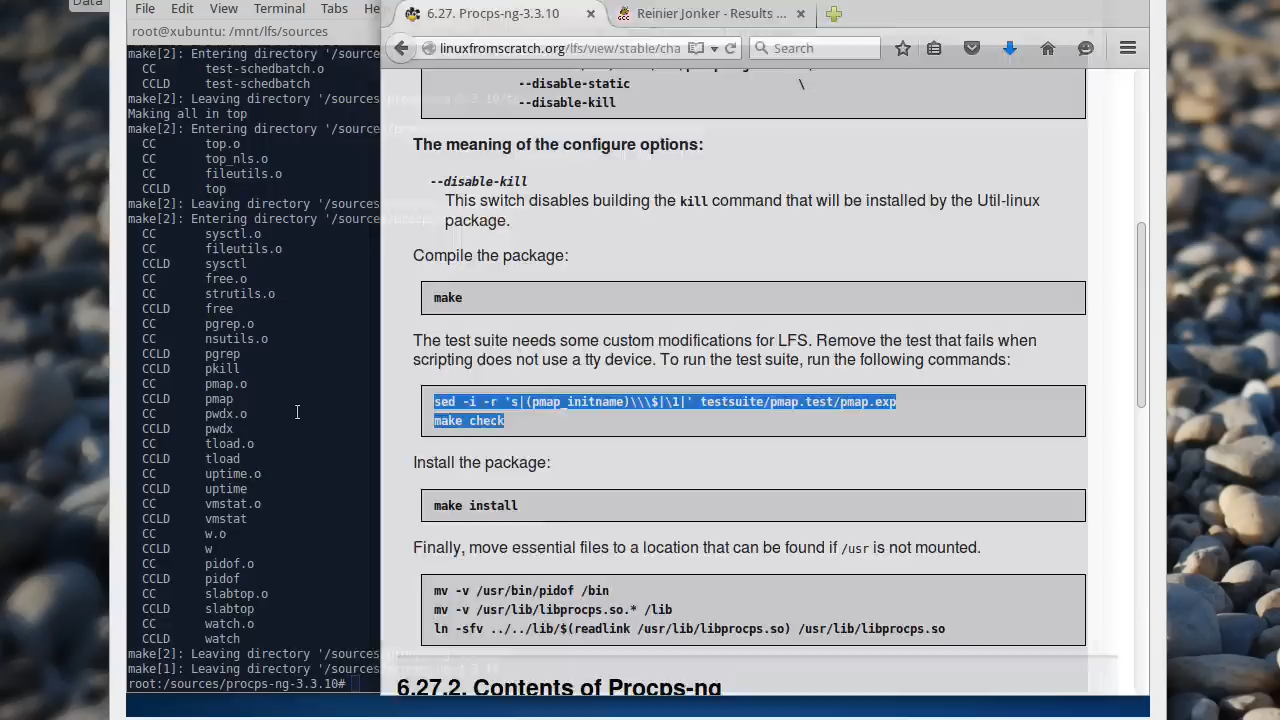 Data
File Edit View Terminal Tabs He
root@xubuntu: /mnt/lfs/sources
make[2]: Entering directory '/sources
CC test-schedbatch.o
CCLD test-schedbatch
make[2]: Leaving directory '/sources/
Making all in top
make[2]: Entering directory '/sources/
CC top.o
CC top_nls.o
CC fileutils.o
CCLD top
make[2]: Leaving directory '/sources/
make[2]: Entering directory '/sources/
CC sysctl.o
CC fileutils.o
CCLD sysctl
CC free.o
CC strutils.o
CCLD free
CC pgrep.o
CC nsutils.o
CCLD pgrep
CCLD pkill
CC pmap.o
CCLD pmap
CC pwdx.o
CCLD pwdx
CC tload.o
CCLD tload
CC uptime.o
CCLD uptime
CC vmstat.o
CCLD vmstat
CC w.o
CCLD w
CC pidof.o
CCLD pidof
CC slabtop.o
CCLD slabtop
CC watch.o
CCLD watch
make[2]: Leaving directory '/sources/
make[1]: Leaving directory '/sources/
root:/sources/procps-ng-3.3.10#
6.27. Procps-ng-3.3.10
Reinier Jonker - Results ...
linuxfromscratch.org/lfs/view/stable/cha
Search
--disable-static \
--disable-kill
The meaning of the configure options:
--disable-kill
This switch disables building the kill command that will be installed by the Util-linux
package.
Compile the package:
make
The test suite needs some custom modifications for LFS. Remove the test that fails when
scripting does not use a tty device. To run the test suite, run the following commands:
sed -i -r 's|(pmap_initname)\\\$|\1|' testsuite/pmap.test/pmap.exp
make check
Install the package:
make install
Finally, move essential files to a location that can be found if /usr is not mounted.
mv -v /usr/bin/pidof /bin
mv -v /usr/lib/libprocps.so.* /lib
ln -sfv ../../lib/$(readlink /usr/lib/libprocps.so) /usr/lib/libprocps.so
6.27.2. Contents of Procps-ng